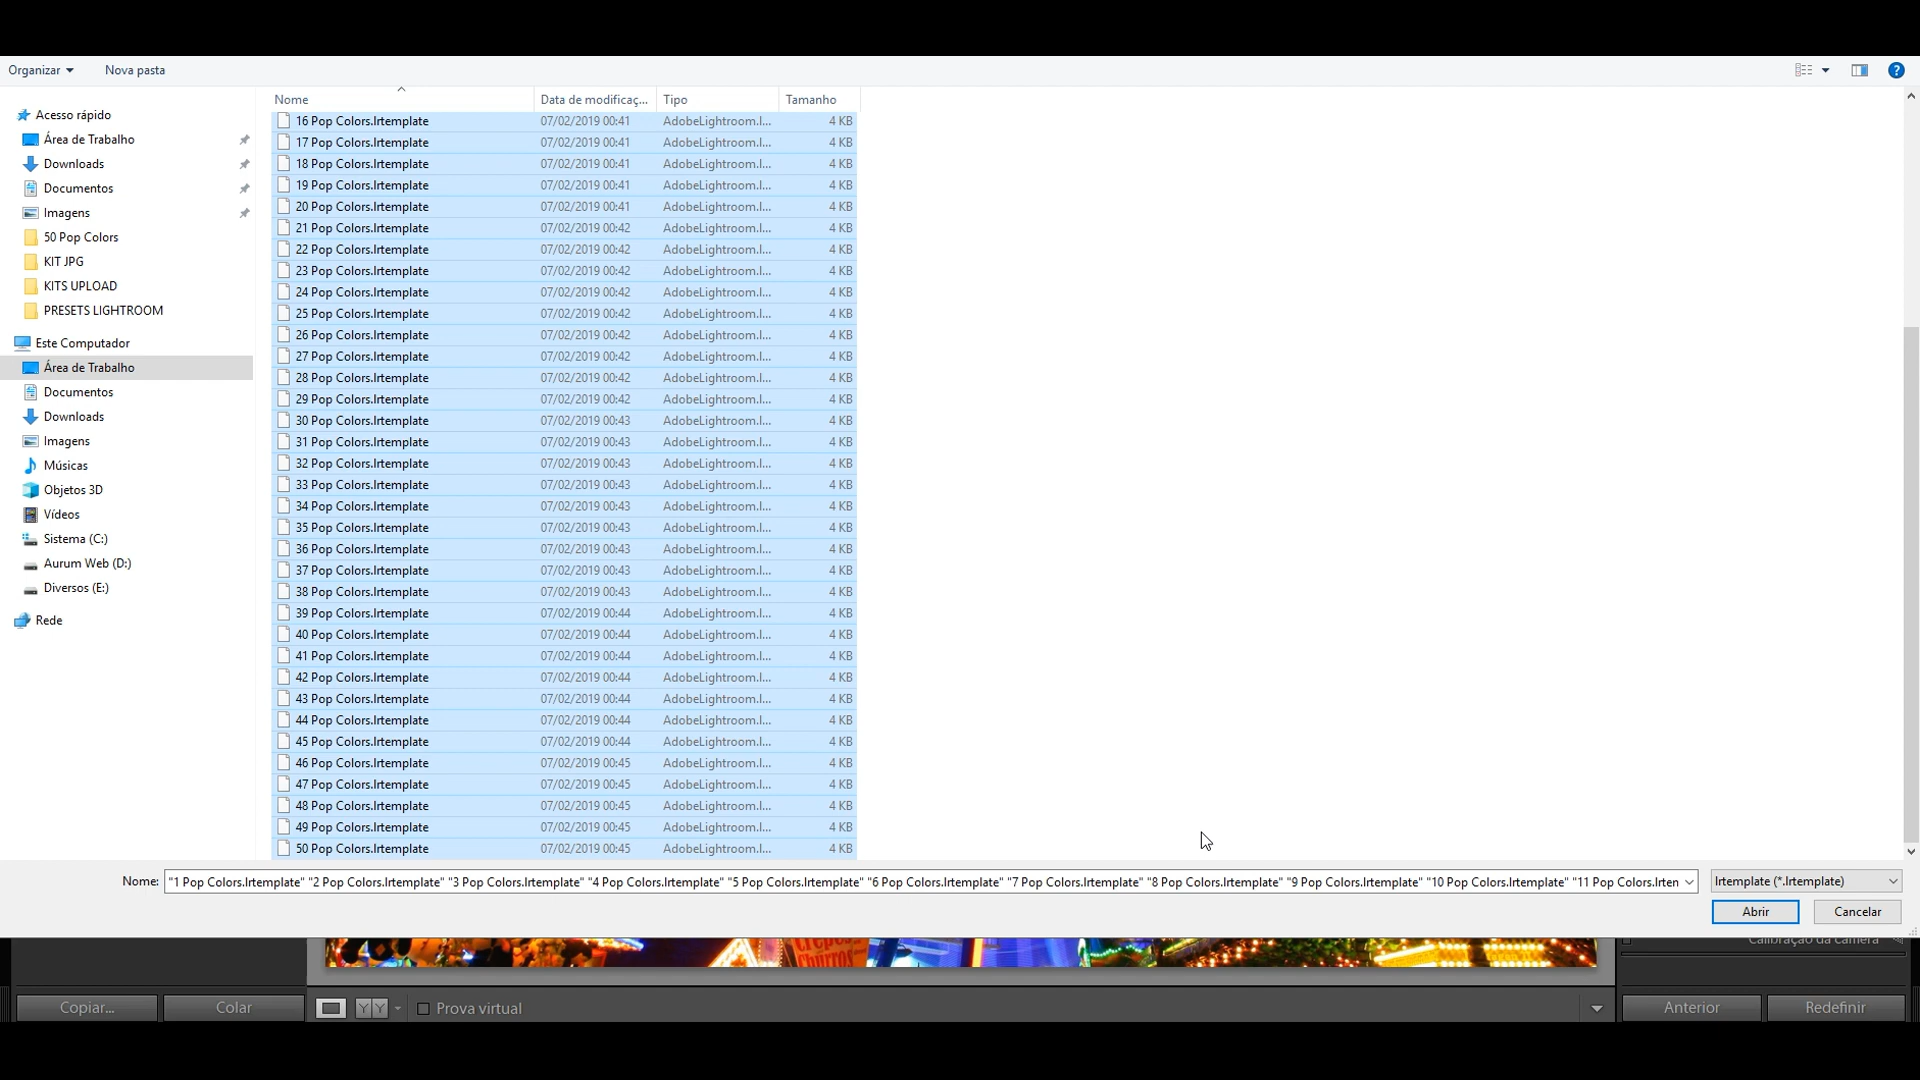 Organizar
Nova pasta
Acesso rápido
Área de Trabalho
Downloads
Documentos
Imagens
50 Pop Colors
KIT JPG
KITS UPLOAD
PRESETS LIGHTROOM
Este Computador
Área de Trabalho
Documentos
Downloads
Imagens
Músicas
Objetos 3D
Vídeos
Sistema (C:)
Aurum Web (D:)
Diversos (E:)
Rede
Nome Data de modificaç... Tipo Tamanho
16 Pop Colors.lrtemplate 07/02/2019 00:41 AdobeLightroom.l... 4 KB
17 Pop Colors.lrtemplate 07/02/2019 00:41 AdobeLightroom.l... 4 KB
18 Pop Colors.lrtemplate 07/02/2019 00:41 AdobeLightroom.l... 4 KB
19 Pop Colors.lrtemplate 07/02/2019 00:41 AdobeLightroom.l... 4 KB
20 Pop Colors.lrtemplate 07/02/2019 00:41 AdobeLightroom.l... 4 KB
21 Pop Colors.lrtemplate 07/02/2019 00:42 AdobeLightroom.l... 4 KB
22 Pop Colors.lrtemplate 07/02/2019 00:42 AdobeLightroom.l... 4 KB
23 Pop Colors.lrtemplate 07/02/2019 00:42 AdobeLightroom.l... 4 KB
24 Pop Colors.lrtemplate 07/02/2019 00:42 AdobeLightroom.l... 4 KB
25 Pop Colors.lrtemplate 07/02/2019 00:42 AdobeLightroom.l... 4 KB
26 Pop Colors.lrtemplate 07/02/2019 00:42 AdobeLightroom.l... 4 KB
27 Pop Colors.lrtemplate 07/02/2019 00:42 AdobeLightroom.l... 4 KB
28 Pop Colors.lrtemplate 07/02/2019 00:42 AdobeLightroom.l... 4 KB
29 Pop Colors.lrtemplate 07/02/2019 00:42 AdobeLightroom.l... 4 KB
30 Pop Colors.lrtemplate 07/02/2019 00:43 AdobeLightroom.l... 4 KB
31 Pop Colors.lrtemplate 07/02/2019 00:43 AdobeLightroom.l... 4 KB
32 Pop Colors.lrtemplate 07/02/2019 00:43 AdobeLightroom.l... 4 KB
33 Pop Colors.lrtemplate 07/02/2019 00:43 AdobeLightroom.l... 4 KB
34 Pop Colors.lrtemplate 07/02/2019 00:43 AdobeLightroom.l... 4 KB
35 Pop Colors.lrtemplate 07/02/2019 00:43 AdobeLightroom.l... 4 KB
36 Pop Colors.lrtemplate 07/02/2019 00:43 AdobeLightroom.l... 4 KB
37 Pop Colors.lrtemplate 07/02/2019 00:43 AdobeLightroom.l... 4 KB
38 Pop Colors.lrtemplate 07/02/2019 00:43 AdobeLightroom.l... 4 KB
39 Pop Colors.lrtemplate 07/02/2019 00:44 AdobeLightroom.l... 4 KB
40 Pop Colors.lrtemplate 07/02/2019 00:44 AdobeLightroom.l... 4 KB
41 Pop Colors.lrtemplate 07/02/2019 00:44 AdobeLightroom.l... 4 KB
42 Pop Colors.lrtemplate 07/02/2019 00:44 AdobeLightroom.l... 4 KB
43 Pop Colors.lrtemplate 07/02/2019 00:44 AdobeLightroom.l... 4 KB
44 Pop Colors.lrtemplate 07/02/2019 00:44 AdobeLightroom.l... 4 KB
45 Pop Colors.lrtemplate 07/02/2019 00:44 AdobeLightroom.l... 4 KB
46 Pop Colors.lrtemplate 07/02/2019 00:45 AdobeLightroom.l... 4 KB
47 Pop Colors.lrtemplate 07/02/2019 00:45 AdobeLightroom.l... 4 KB
48 Pop Colors.lrtemplate 07/02/2019 00:45 AdobeLightroom.l... 4 KB
49 Pop Colors.lrtemplate 07/02/2019 00:45 AdobeLightroom.l... 4 KB
50 Pop Colors.lrtemplate 07/02/2019 00:45 AdobeLightroom.l... 4 KB
Nome: "1 Pop Colors.lrtemplate" "2 Pop Colors.lrtemplate" "3 Pop Colors.lrtemplate" "4 Pop Colors.lrtemplate" "5 Pop Colors.lrtemplate" "6 Pop Colors.lrtemplate" "7 Pop Colors.lrtemplate" "8 Pop Colors.lrtemplate" "9 Pop Colors.lrtemplate" "10 Pop Colors.lrtemplate" "11 Pop Colors.lrten
lrtemplate (*.lrtemplate)
Abrir
Cancelar
crepes
churros
Calibração da câmera
Copiar...
Colar
YY
Prova virtual
Anterior
Redefinir